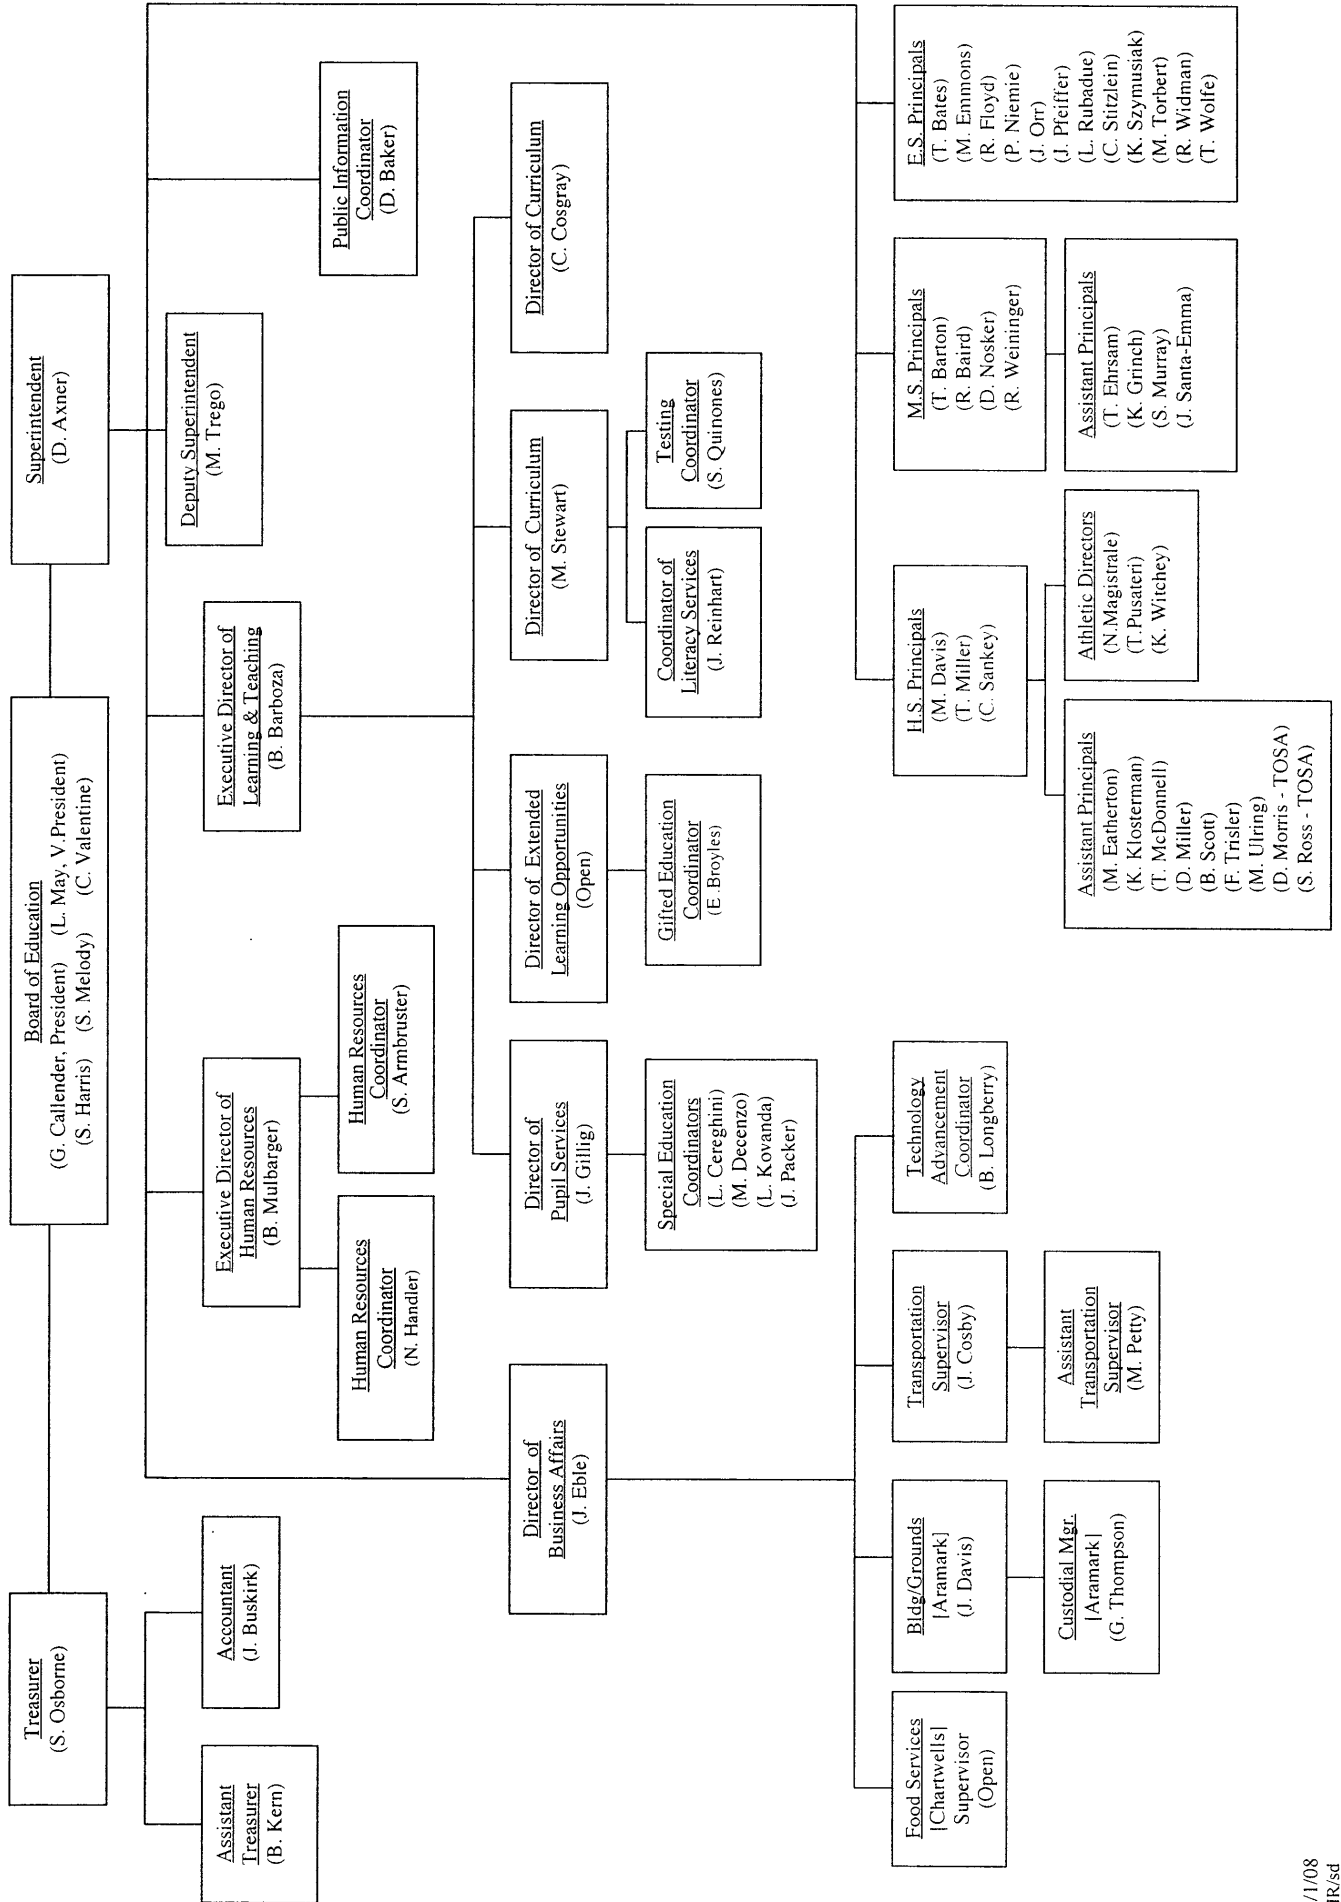 Board of Education
(G. Callender, President) (L. May, V.President)
(S. Harris) (S. Melody) (C. Valentine)
Treasurer
(S. Osborne)
Superintendent
(D. Axner)
Assistant
Treasurer
(B. Kern)
Accountant
(J. Buskirk)
Deputy Superintendent
(M. Trego)
Executive Director of
Human Resources
(B. Mulbarger)
Executive Director of
Learning & Teaching
(B. Barboza)
Public Information
Coordinator
(D. Baker)
Human Resources
Coordinator
(N. Handler)
Human Resources
Coordinator
(S. Armbruster)
Director of
Business Affairs
(J. Eble)
Director of
Pupil Services
(J. Gillig)
Director of Extended
Learning Opportunities
(Open)
Director of Curriculum
(M. Stewart)
Director of Curriculum
(C. Cosgray)
Special Education
Coordinators
(L. Cereghini)
(M. Decenzo)
(L. Kovanda)
(J. Packer)
Gifted Education
Coordinator
(E. Broyles)
Coordinator of
Literacy Services
(J. Reinhart)
Testing
Coordinator
(S. Quinones)
Food Services
[Chartwells]
Supervisor
(Open)
Bldg/Grounds
[Aramark]
(J. Davis)
Transportation
Supervisor
(J. Cosby)
Technology
Advancement
Coordinator
(B. Longberry)
Custodial Mgr.
[Aramark]
(G. Thompson)
Assistant
Transportation
Supervisor
(M. Petty)
H.S. Principals
(M. Davis)
(T. Miller)
(C. Sankey)
M.S. Principals
(T. Barton)
(R. Baird)
(D. Nosker)
(R. Weininger)
E.S. Principals
(T. Bates)
(M. Emmons)
(R. Floyd)
(P. Niemie)
(J. Orr)
(J. Pfeiffer)
(L. Rubadue)
(C. Stitzlein)
(K. Szymusiak)
(M. Torbert)
(R. Widman)
(T. Wolfe)
Assistant Principals
(M. Eatherton)
(K. Klosterman)
(T. McDonnell)
(D. Miller)
(B. Scott)
(F. Trisler)
(M. Ulring)
(D. Morris - TOSA)
(S. Ross - TOSA)
Athletic Directors
(N.Magistrale)
(T.Pusateri)
(K. Witchey)
Assistant Principals
(T. Ehrsam)
(K. Grinch)
(S. Murray)
(J. Santa-Emma)
/1/08
HR/sd